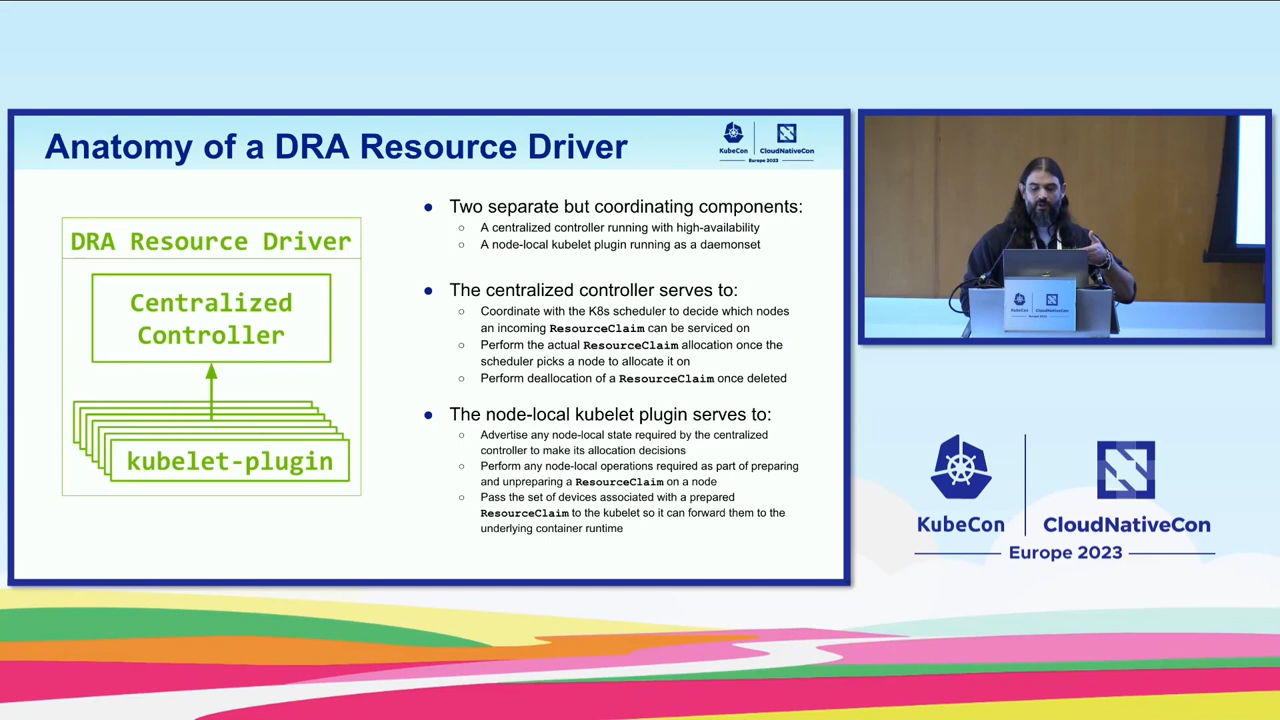 Anatomy of a DRA Resource Driver
KubeCon
CloudNativeCon
Europe 2023
DRA Resource Driver
Centralized
Controller
kubelet-plugin
● Two separate but coordinating components:
○ A centralized controller running with high-availability
○ A node-local kubelet plugin running as a daemonset
● The centralized controller serves to:
○ Coordinate with the K8s scheduler to decide which nodes
an incoming ResourceClaim can be serviced on
○ Perform the actual ResourceClaim allocation once the
scheduler picks a node to allocate it on
○ Perform deallocation of a ResourceClaim once deleted
● The node-local kubelet plugin serves to:
○ Advertise any node-local state required by the centralized
controller to make its allocation decisions
○ Perform any node-local operations required as part of preparing
and unpreparing a ResourceClaim on a node
○ Pass the set of devices associated with a prepared
ResourceClaim to the kubelet so it can forward them to the
underlying container runtime
KubeCon
CloudNativeCon
Europe 2023